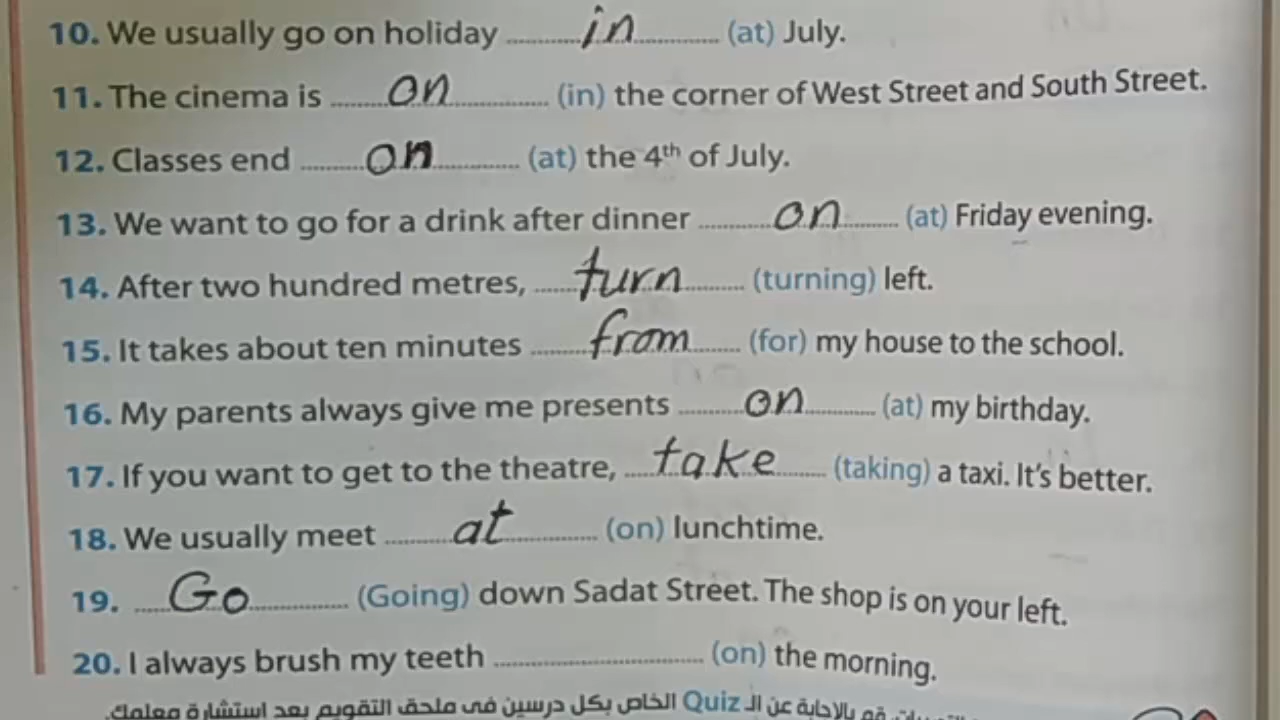 10. We usually go on holiday .......in....... (at) July.
11. The cinema is .......on....... (in) the corner of West Street and South Street.
12. Classes end .......on....... (at) the 4th of July.
13. We want to go for a drink after dinner .......on....... (at) Friday evening.
14. After two hundred metres, .......turn....... (turning) left.
15. It takes about ten minutes .......from....... (for) my house to the school.
16. My parents always give me presents .......on....... (at) my birthday.
17. If you want to get to the theatre, .......take....... (taking) a taxi. It's better.
18. We usually meet .......at....... (on) lunchtime.
19. .......Go....... (Going) down Sadat Street. The shop is on your left.
20. I always brush my teeth ....................... (on) the morning.
قم بالإجابة عن الـ Quiz الخاص بكل درسين في ملحق التقويم بعد استشارة معلمك.